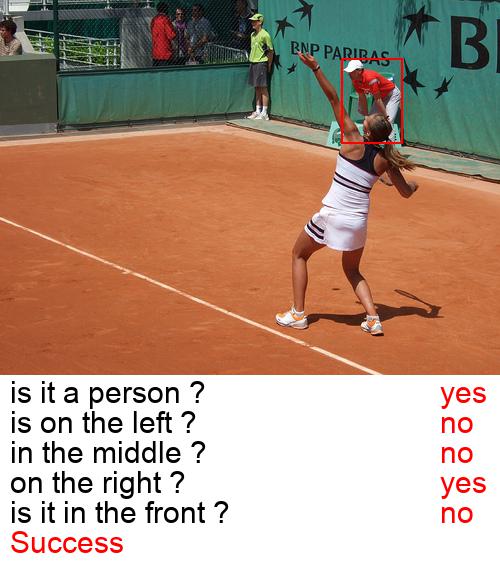 BNP PARIBAS
B
is it a person ? yes
is on the left ? no
in the middle ? no
on the right ? yes
is it in the front ? no
Success